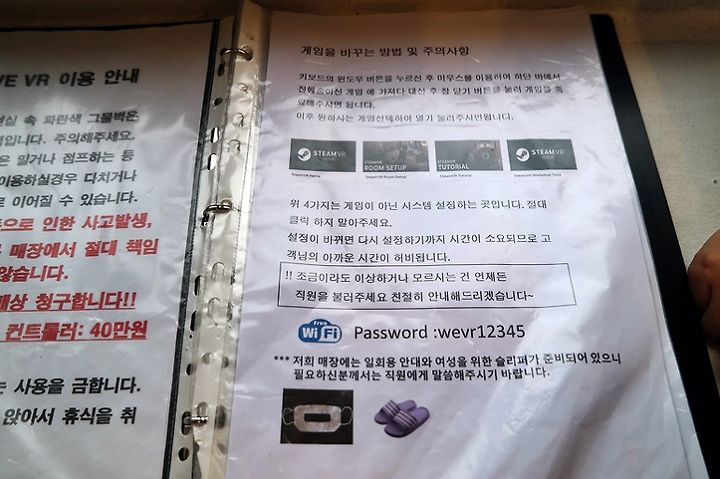 VE VR 이용 안내
실 속 파란색 그물벽은
입니다. 주의해주세요.
은 밀거나 점프하는 등
이용하실경우 다치거나
로 이어질 수 있습니다.
으로 인한 사고발생,
매장에서 절대 책임
않습니다.
배상 청구합니다!!
컨트롤러: 40만원
는 사용을 금합니다.
앉아서 휴식을 취
게임을 바꾸는 방법 및 주의사항
키보드의 윈도우 버튼을 누르신 후 마우스를 이용하여 하단 바에서
진행중이신 게임 에 가져다 대신 후 창 닫기 버튼을 눌러 게임을 종
료해주시면 됩니다.
이후 원하시는 게임선택하여 열기 눌러주시면됩니다.
STEAMVR
HOME
STEAMVR
ROOM SETUP
STEAMVR
TUTORIAL
STEAMVR
SteamVR Home
SteamVR Room Setup
SteamVR Tutorial
SteamVR Workshop Tools
위 4가지는 게임이 아닌 시스템 설정하는 곳입니다. 절대
클릭 하지 말아주세요.
설정이 바뀌면 다시 설정하기까지 시간이 소요되므로 고
객님의 아까운 시간이 허비됩니다.
!! 조금이라도 이상하거나 모르시는 건 언제든
직원을 불러주세요 친절히 안내해드리겠습니다~
Free
Wi Fi
Password :wevr12345
*** 저희 매장에는 일회용 안대와 여성을 위한 슬리퍼가 준비되어 있으니
필요하신분께서는 직원에게 말씀해주시기 바랍니다.